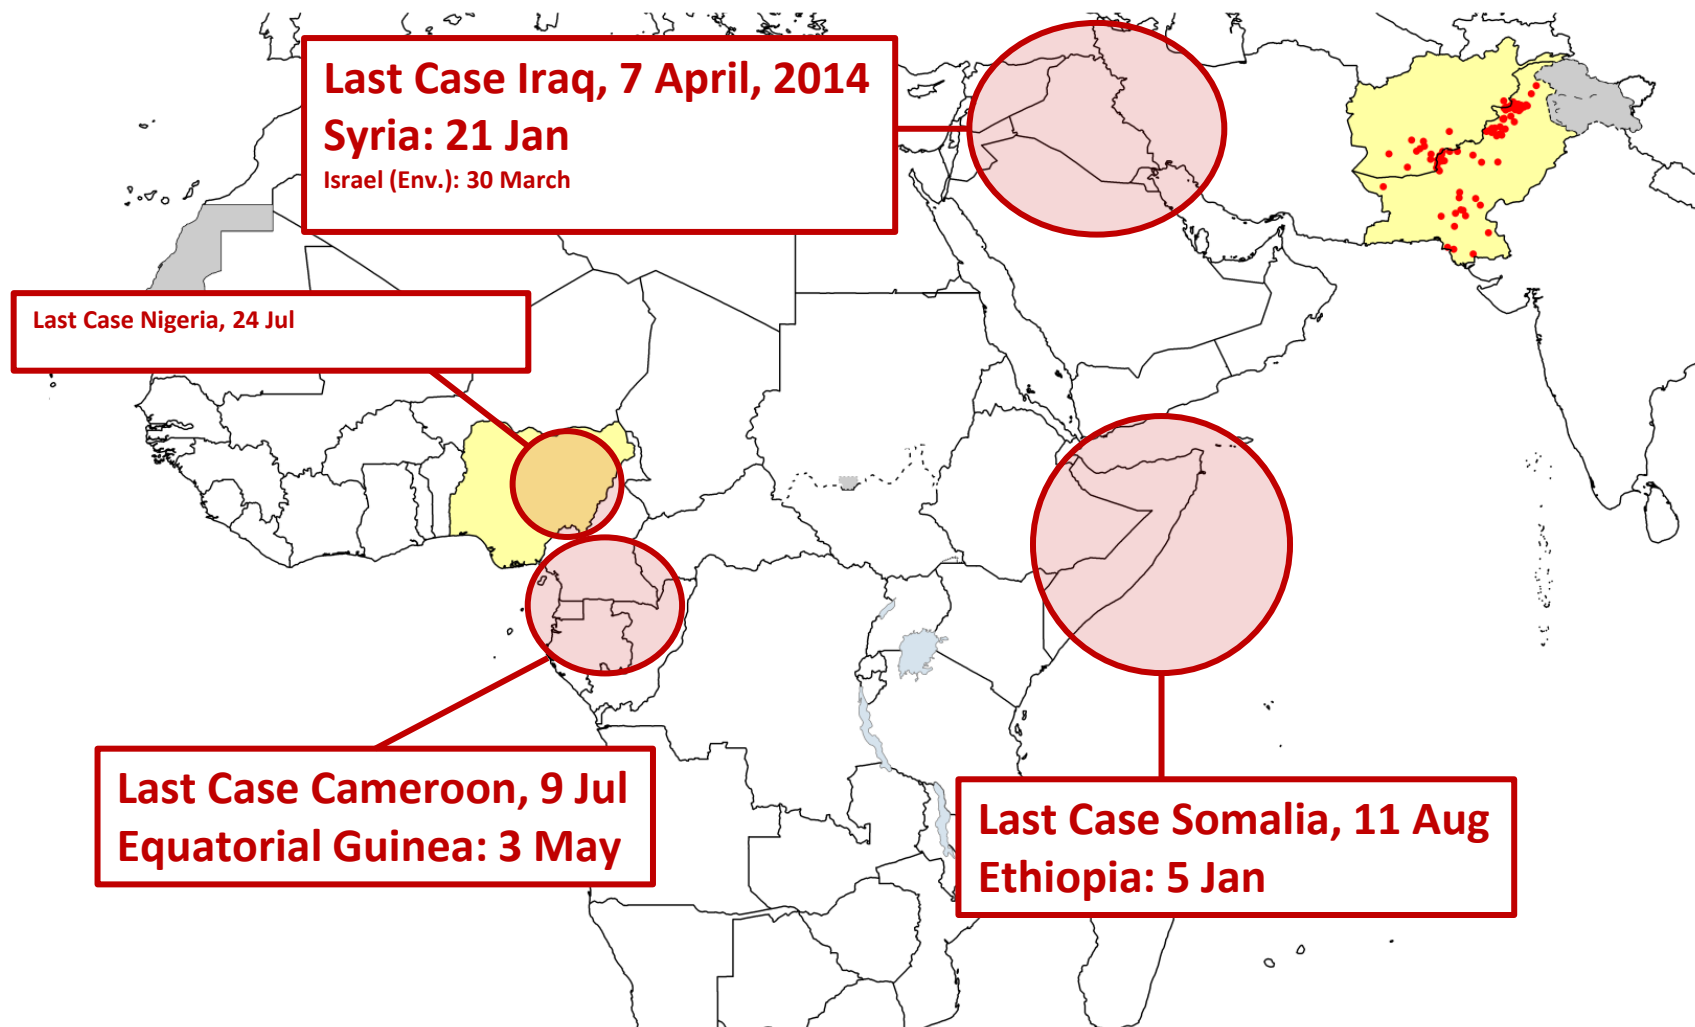 Last Case Iraq, 7 April, 2014
Syria: 21 Jan
Israel (Env.): 30 March
Last Case Nigeria, 24 Jul
Last Case Cameroon, 9 Jul
Equatorial Guinea: 3 May
Last Case Somalia, 11 Aug
Ethiopia: 5 Jan